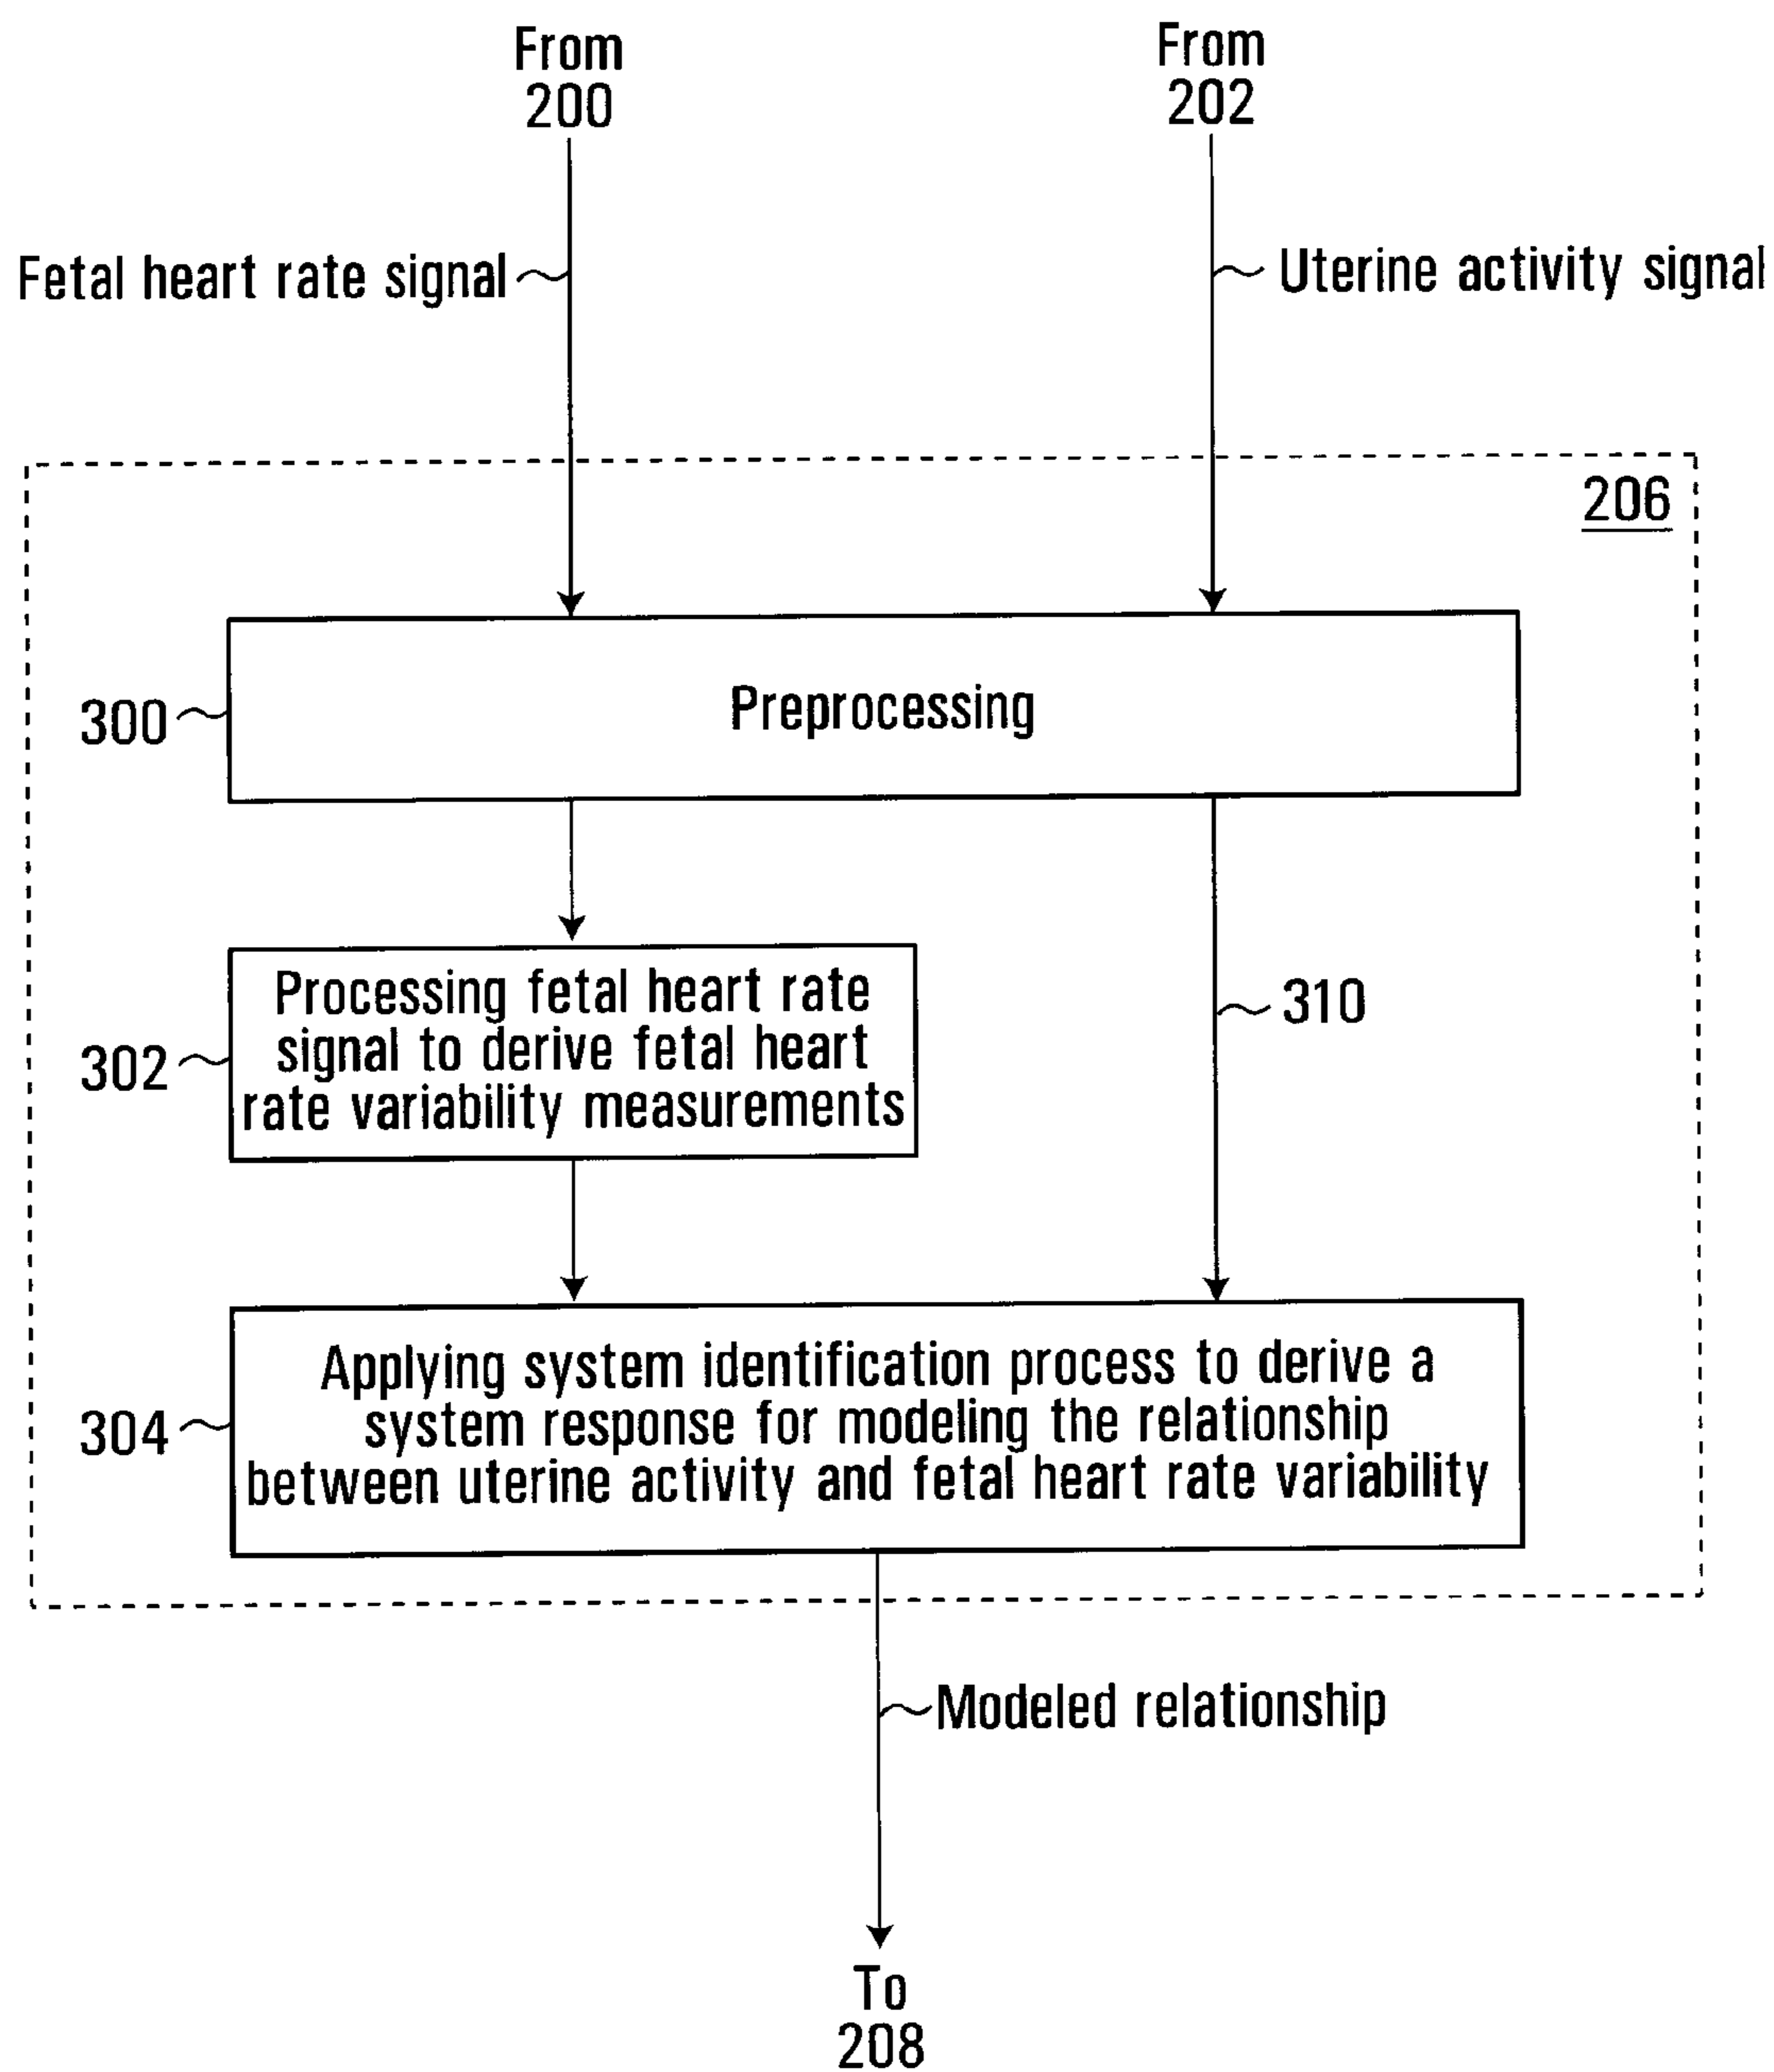 From
200
From
202
Fetal heart rate signal
Uterine activity signal
206
300
Preprocessing
302
Processing fetal heart rate
signal to derive fetal heart
rate variability measurements
310
304
Applying system identification process to derive a
system response for modeling the relationship
between uterine activity and fetal heart rate variability
Modeled relationship
To
208